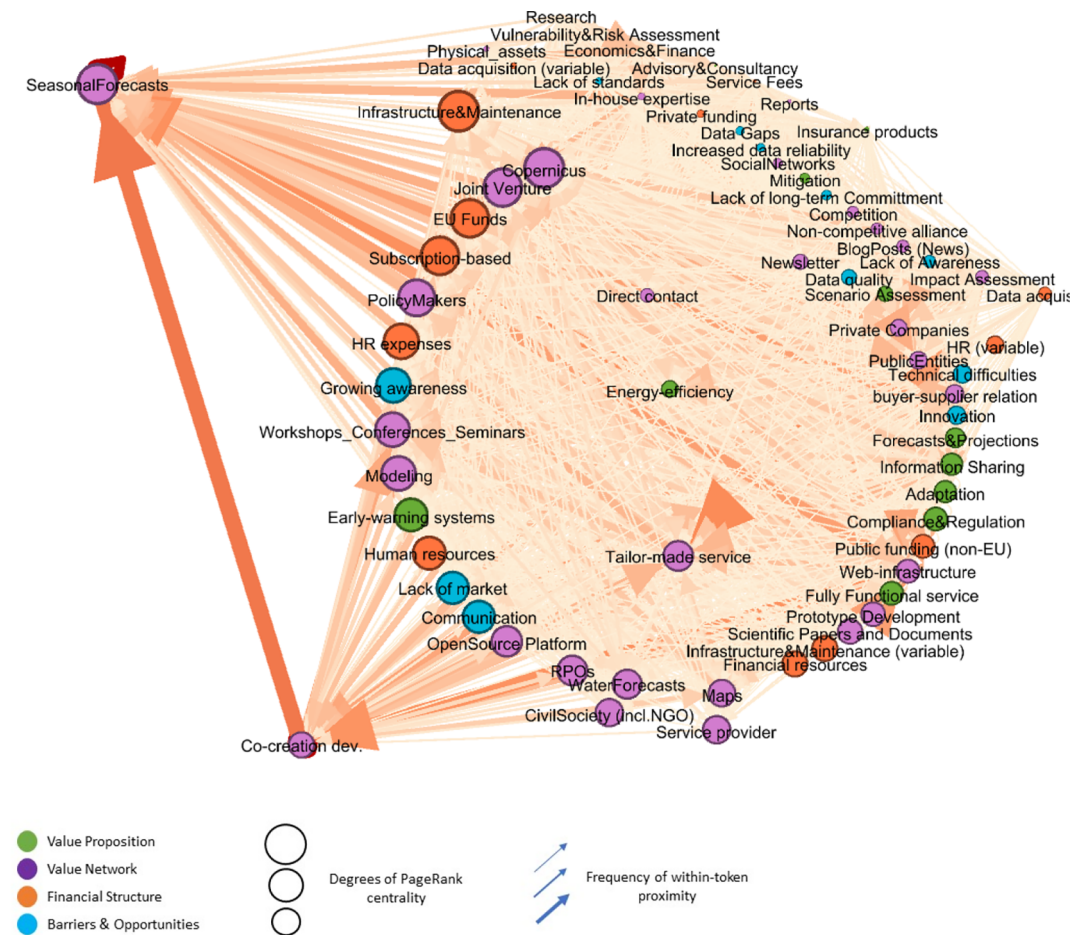 Research
Vulnerability&Risk Assessment
Physical_assets
Economics&Finance
SeasonalForecasts
Data acquisition (variable)
Advisory&Consultancy
Lack of standards
Service Fees
In-house expertise
Reports
Infrastructure&Maintenance
Private funding
Data Gaps
Insurance products
Increased data reliability
SocialNetworks
Copernicus
Mitigation
Joint Venture
Lack of long-term Committment
Competition
EU Funds
Non-competitive alliance
BlogPosts (News)
Subscription-based
Newsletter
Lack of Awareness
Data quality
Impact Assessment
PolicyMakers
Direct contact
Scenario Assessment
Data acquis
Private Companies
HR expenses
HR (variable)
PublicEntities
Technical difficulties
Growing awareness
Energy-efficiency
buyer-supplier relation
Innovation
Workshops_Conferences_Seminars
Forecasts&Projections
Modeling
Information Sharing
Adaptation
Early-warning systems
Compliance&Regulation
Human resources
Tailor-made service
Public funding (non-EU)
Web-infrastructure
Lack of market
Fully Functional service
Communication
Prototype Development
OpenSource Platform
Scientific Papers and Documents
Infrastructure&Maintenance (variable)
RPOs
Financial resources
WaterForecasts
Maps
CivilSociety (incl.NGO)
Service provider
Co-creation dev.
Value Proposition
Value Network
Financial Structure
Barriers & Opportunities
Degrees of PageRank
centrality
Frequency of within-token
proximity